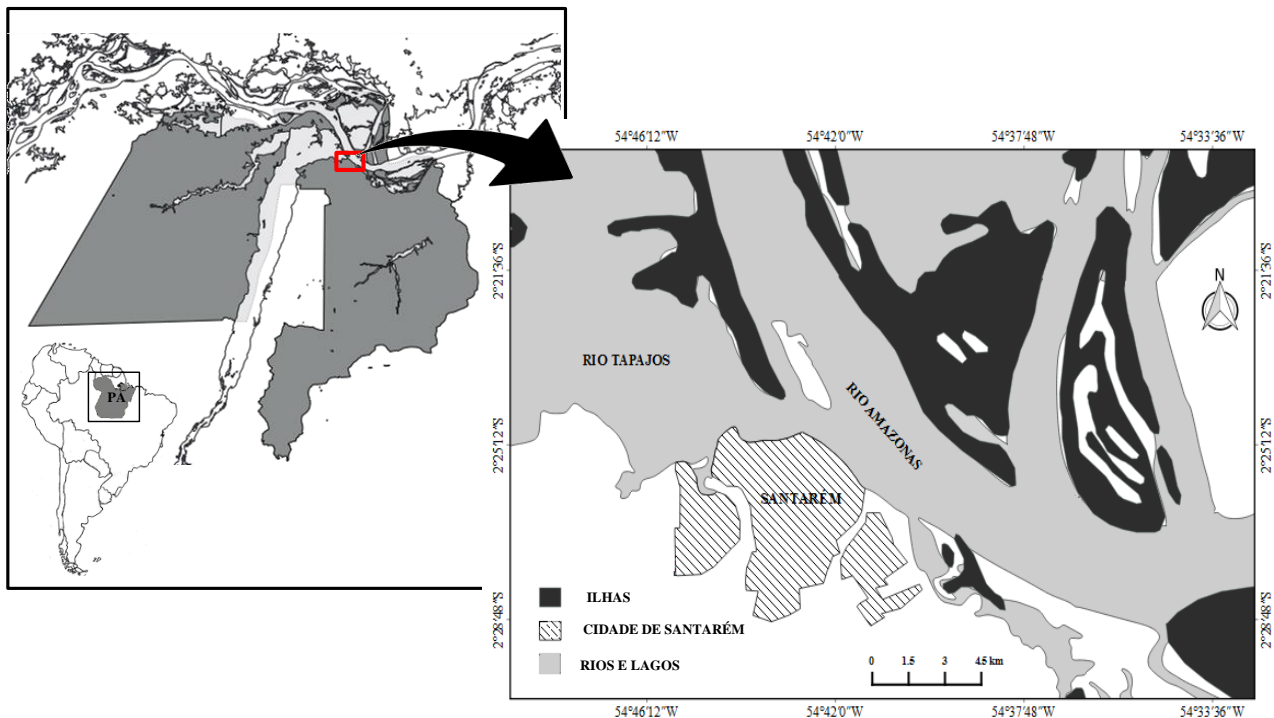 54°46'12"W 54°42'0"W 54°37'48"W 54°33'36"W
2°21'36"S 2°21'36"S
N
RIO TAPAJOS
RIO AMAZONAS
PA
2°25'12"S 2°25'12"S
SANTARÉM
ILHAS
2°28'48"S 2°28'48"S
CIDADE DE SANTARÉM
RIOS E LAGOS
0 1.5 3 4.5 km
54°46'12"W 54°42'0"W 54°37'48"W 54°33'36"W